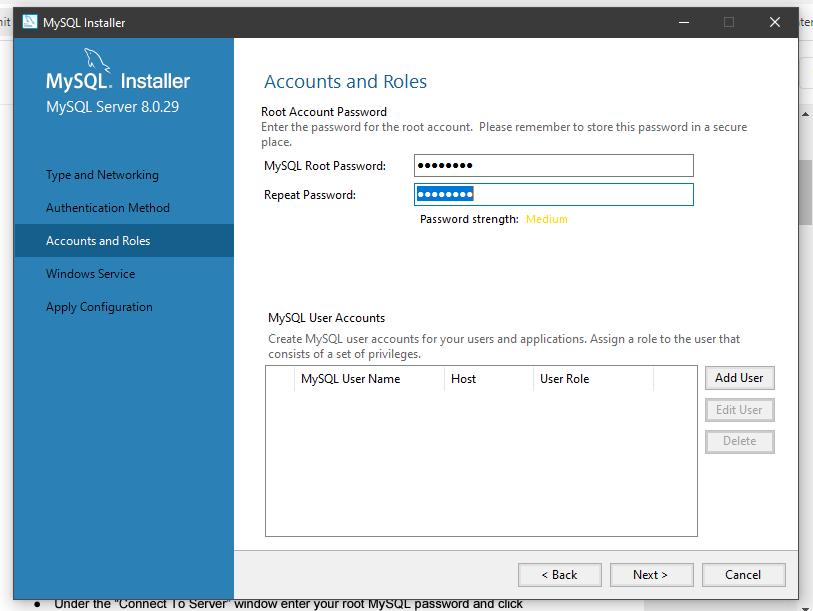 MySQL Installer
MySQL. Installer
MySQL Server 8.0.29
Type and Networking
Authentication Method
Accounts and Roles
Windows Service
Apply Configuration
Accounts and Roles
Root Account Password
Enter the password for the root account. Please remember to store this password in a secure
place.
MySQL Root Password: ●●●●●●●●
Repeat Password: ●●●●●●●●
Password strength: Medium
MySQL User Accounts
Create MySQL user accounts for your users and applications. Assign a role to the user that
consists of a set of privileges.
MySQL User Name Host User Role
Add User
Edit User
Delete
< Back Next > Cancel
● Under the "Connect To Server" window enter your root MySQL password and click